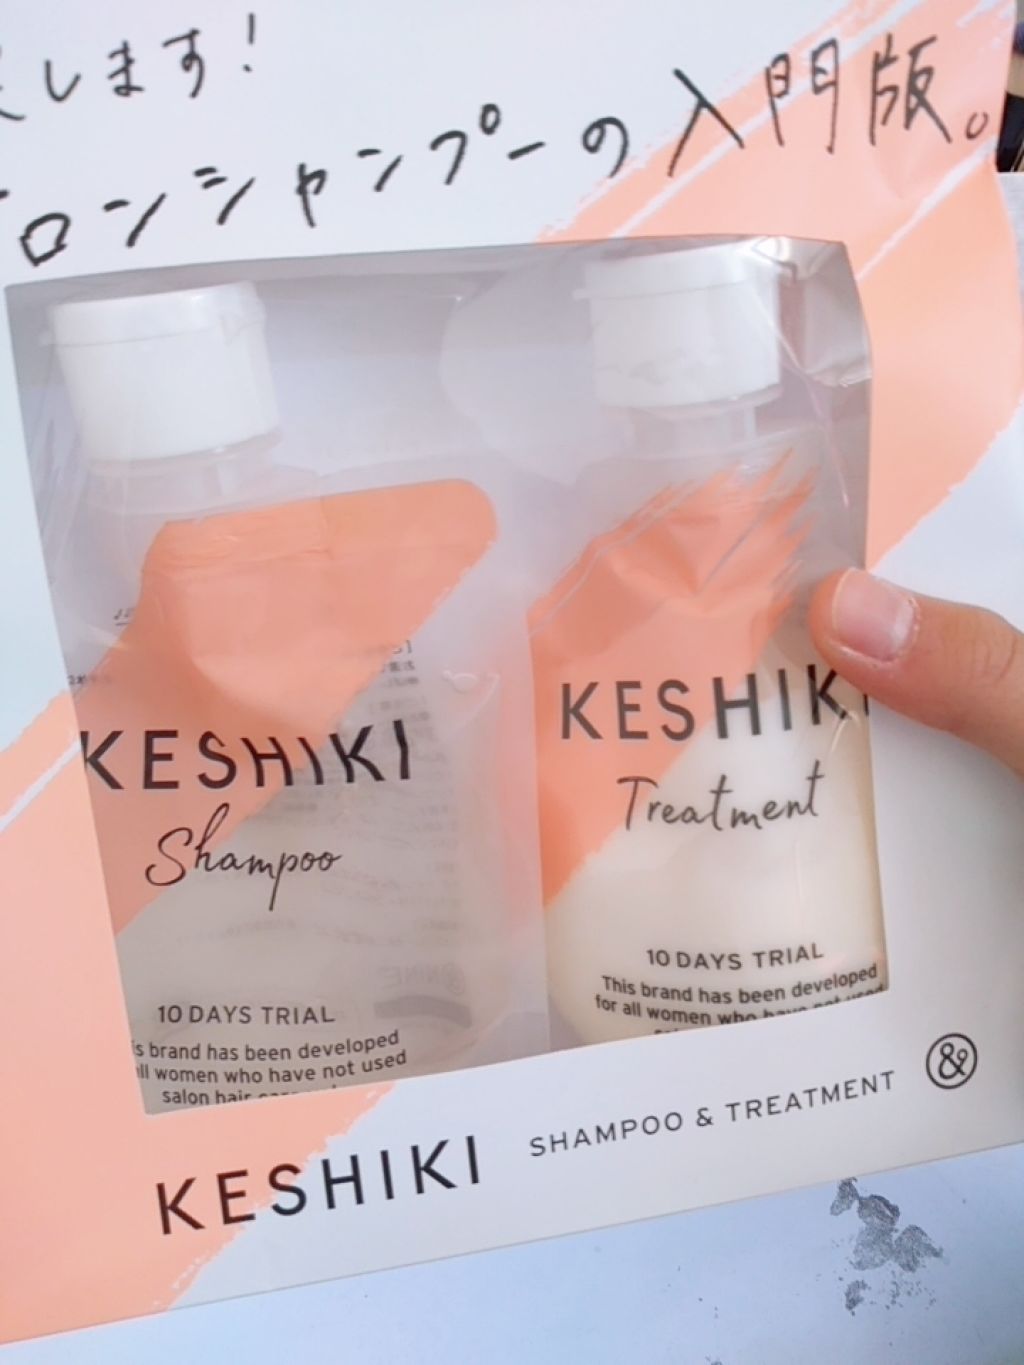 します!
ロンシャンプーの入門版。
KESHIKI
Shampoo
10 DAYS TRIAL
s brand has been developed
ll women who have not used
salon hair
KESHIKI
Treatment
10 DAYS TRIAL
This brand has been developed
for all women who have not used
KESHIKI SHAMPOO & TREATMENT &